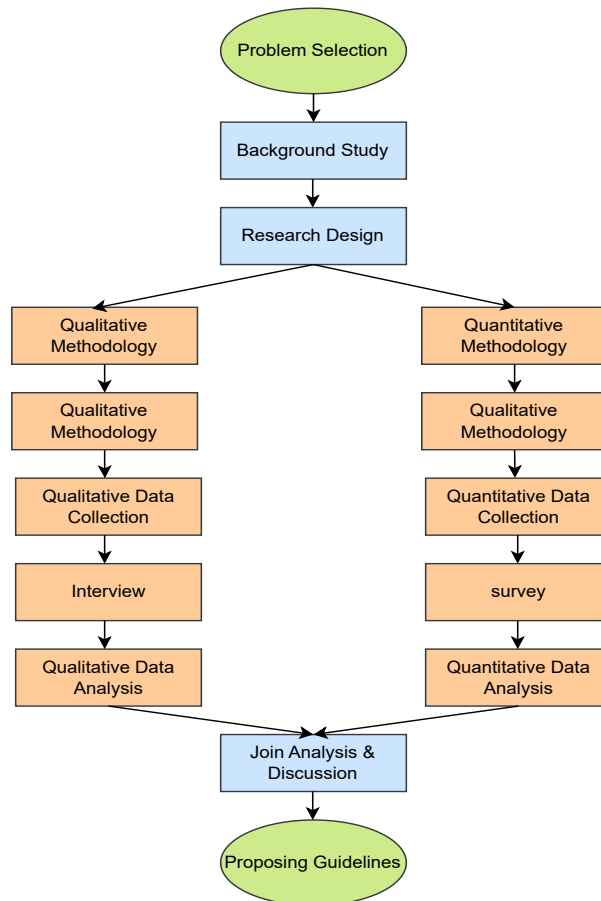 Problem Selection
Background Study
Research Design
Qualitative
Methodology
Quantitative
Methodology
Qualitative
Methodology
Qualitative
Methodology
Qualitative Data
Collection
Quantitative Data
Collection
Interview
survey
Qualitative Data
Analysis
Quantitative Data
Analysis
Join Analysis &
Discussion
Proposing Guidelines